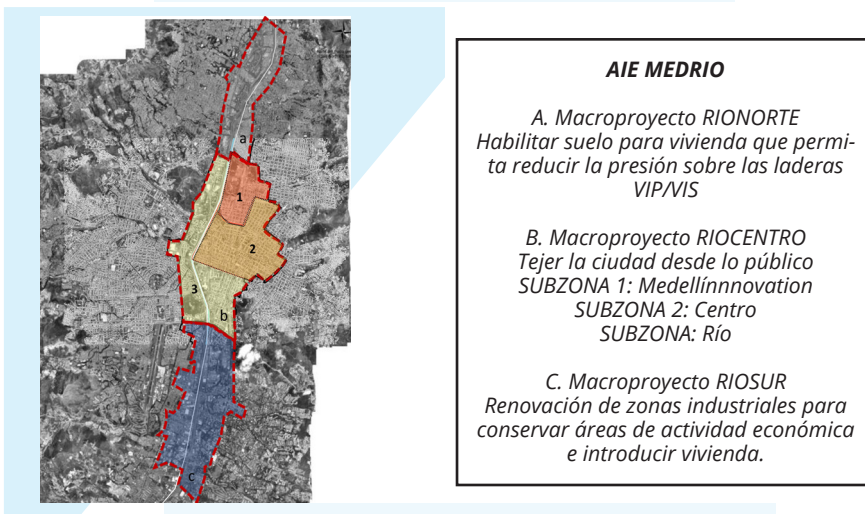 a
1
2
3
b
c
AIE MEDRIO
A. Macroproyecto RIONORTE
Habilitar suelo para vivienda que permi-
ta reducir la presión sobre las laderas
VIP/VIS
B. Macroproyecto RIOCENTRO
Tejer la ciudad desde lo público
SUBZONA 1: Medellínnnovation
SUBZONA 2: Centro
SUBZONA: Río
C. Macroproyecto RIOSUR
Renovación de zonas industriales para
conservar áreas de actividad económica
e introducir vivienda.